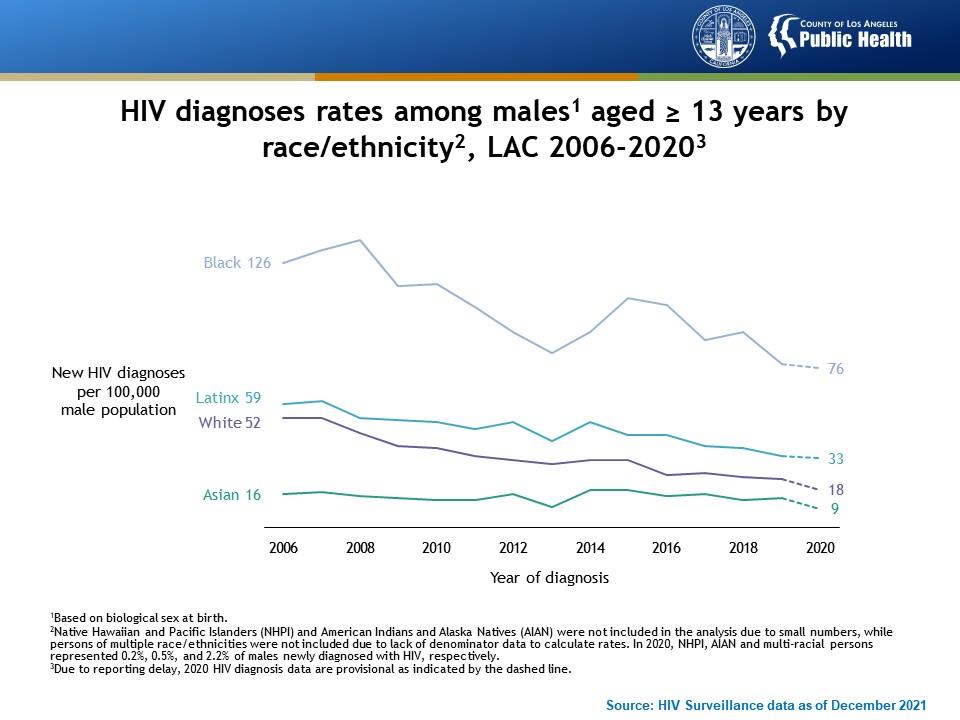 COUNTY OF LOS ANGELES
Public Health
HIV diagnoses rates among males¹ aged ≥ 13 years by
race/ethnicity², LAC 2006-2020³
Black 126
76
New HIV diagnoses
per 100,000
male population
Latinx 59
White 52
33
18
Asian 16
9
2006 2008 2010 2012 2014 2016 2018 2020
Year of diagnosis
¹Based on biological sex at birth.
²Native Hawaiian and Pacific Islanders (NHPI) and American Indians and Alaska Natives (AIAN) were not included in the analysis due to small numbers, while
persons of multiple race/ethnicities were not included due to lack of denominator data to calculate rates. In 2020, NHPI, AIAN and multi-racial persons
represented 0.2%, 0.5%, and 2.2% of males newly diagnosed with HIV, respectively.
³Due to reporting delay, 2020 HIV diagnosis data are provisional as indicated by the dashed line.
Source: HIV Surveillance data as of December 2021